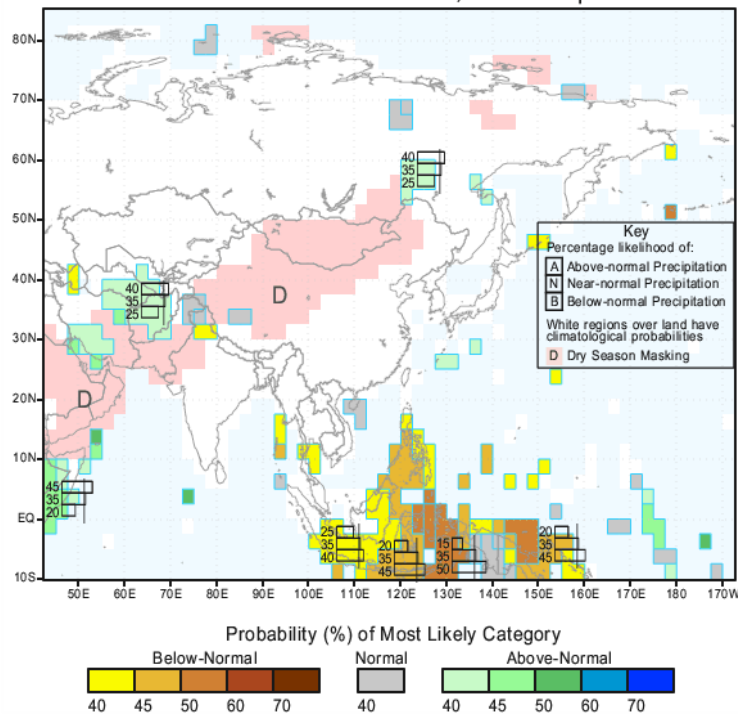 80N
70N
60N
50N
40N
30N
20N
10N
EQ
10S
40
35
25
Key
Percentage likelihood of:
A Above-normal Precipitation
N Near-normal Precipitation
B Below-normal Precipitation
White regions over land have
climatological probabilities
D Dry Season Masking
40
35
25
D
D
45
35
20
25
35
40
20
35
45
15
35
50
20
35
45
50E 60E 70E 80E 90E 100E 110E 120E 130E 140E 150E 160E 170E 180 170W
Probability (%) of Most Likely Category
Below-Normal Normal Above-Normal
40 45 50 60 70 40 40 45 50 60 70